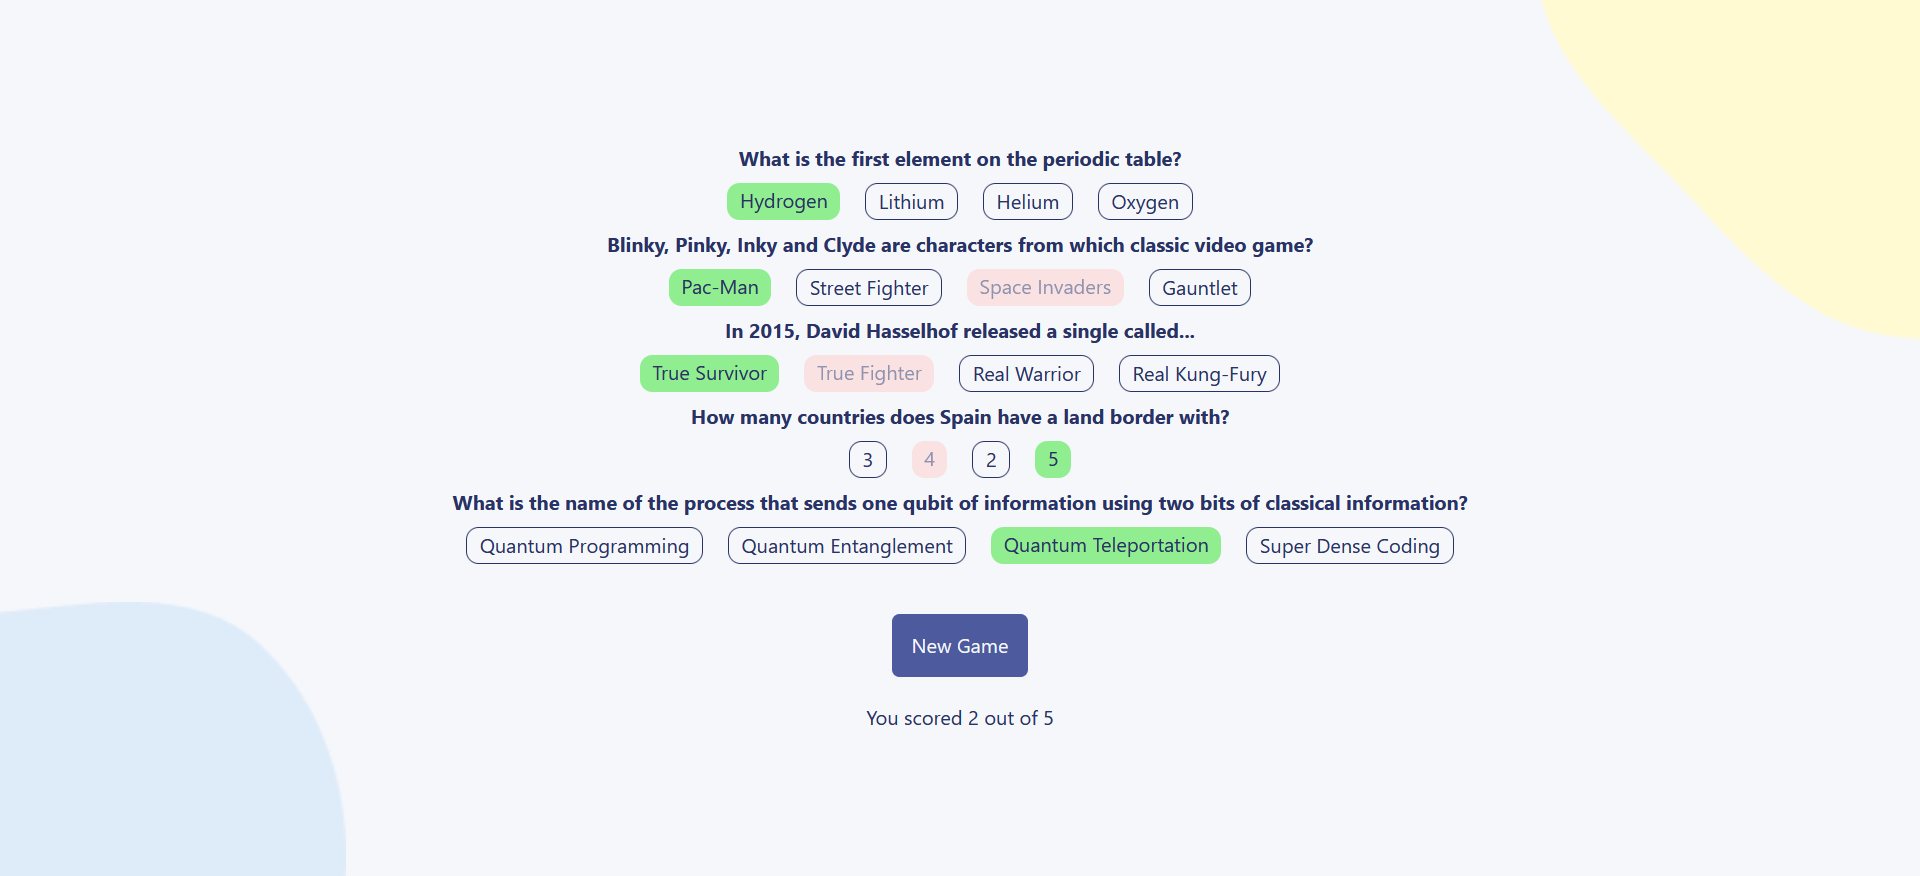 What is the first element on the periodic table?
Hydrogen Lithium Helium Oxygen
Blinky, Pinky, Inky and Clyde are characters from which classic video game?
Pac-Man Street Fighter Space Invaders Gauntlet
In 2015, David Hasselhof released a single called...
True Survivor True Fighter Real Warrior Real Kung-Fury
How many countries does Spain have a land border with?
3 4 2 5
What is the name of the process that sends one qubit of information using two bits of classical information?
Quantum Programming Quantum Entanglement Quantum Teleportation Super Dense Coding
New Game
You scored 2 out of 5